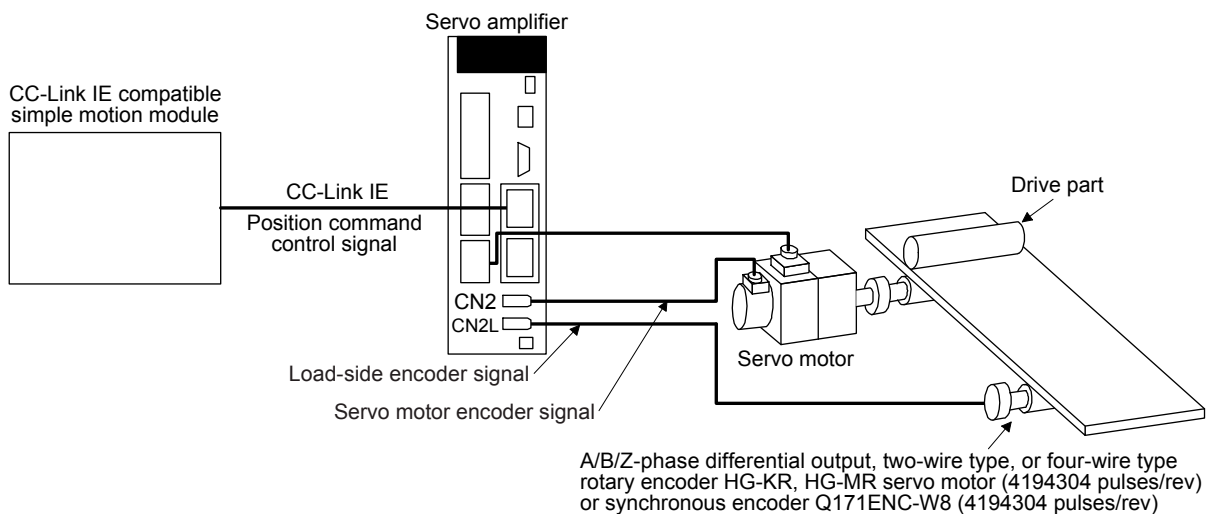 Servo amplifier
CC-Link IE compatible
simple motion module
CC-Link IE
Position command
control signal
Drive part
CN2
CN2L
Servo motor
Load-side encoder signal
Servo motor encoder signal
A/B/Z-phase differential output, two-wire type, or four-wire type
rotary encoder HG-KR, HG-MR servo motor (4194304 pulses/rev)
or synchronous encoder Q171ENC-W8 (4194304 pulses/rev)